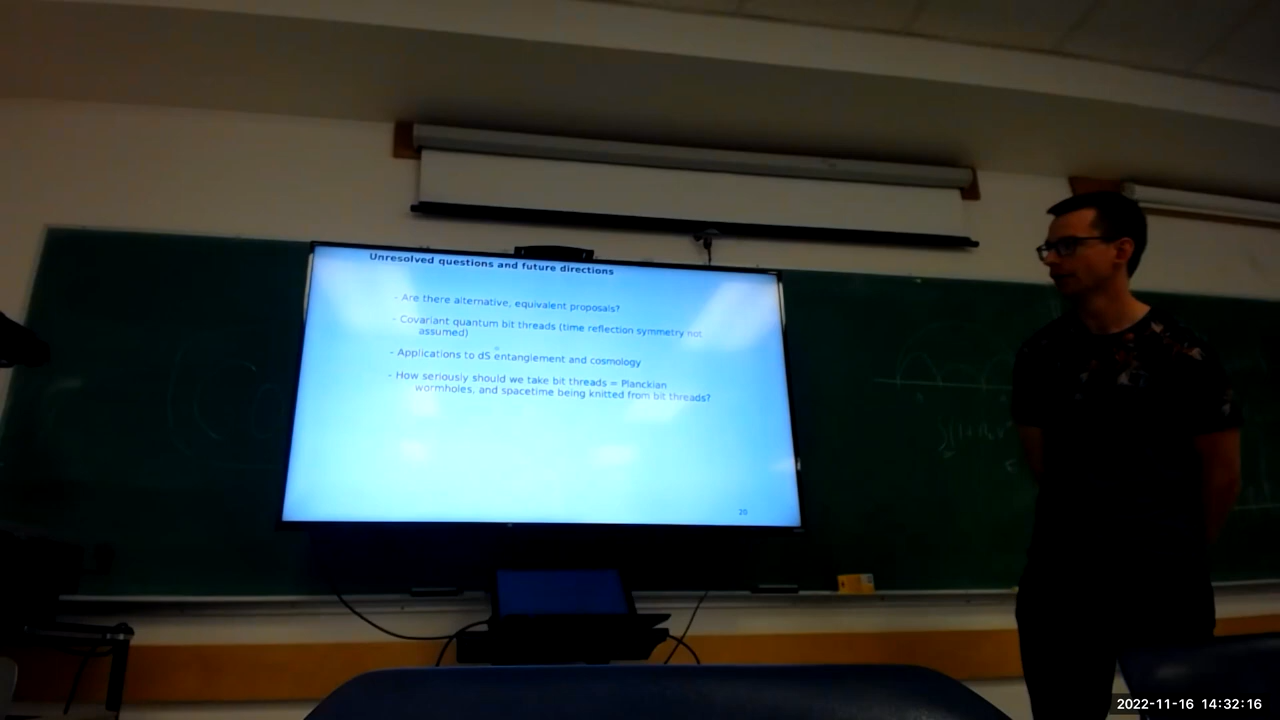 Unresolved questions and future directions
- Are there alternative, equivalent proposals?
- Covariant quantum bit threads (time reflection symmetry not
assumed)
- Applications to dS entanglement and cosmology
- How seriously should we take bit threads = Planckian
wormholes, and spacetime being knitted from bit threads?
20
2022-11-16 14:32:16